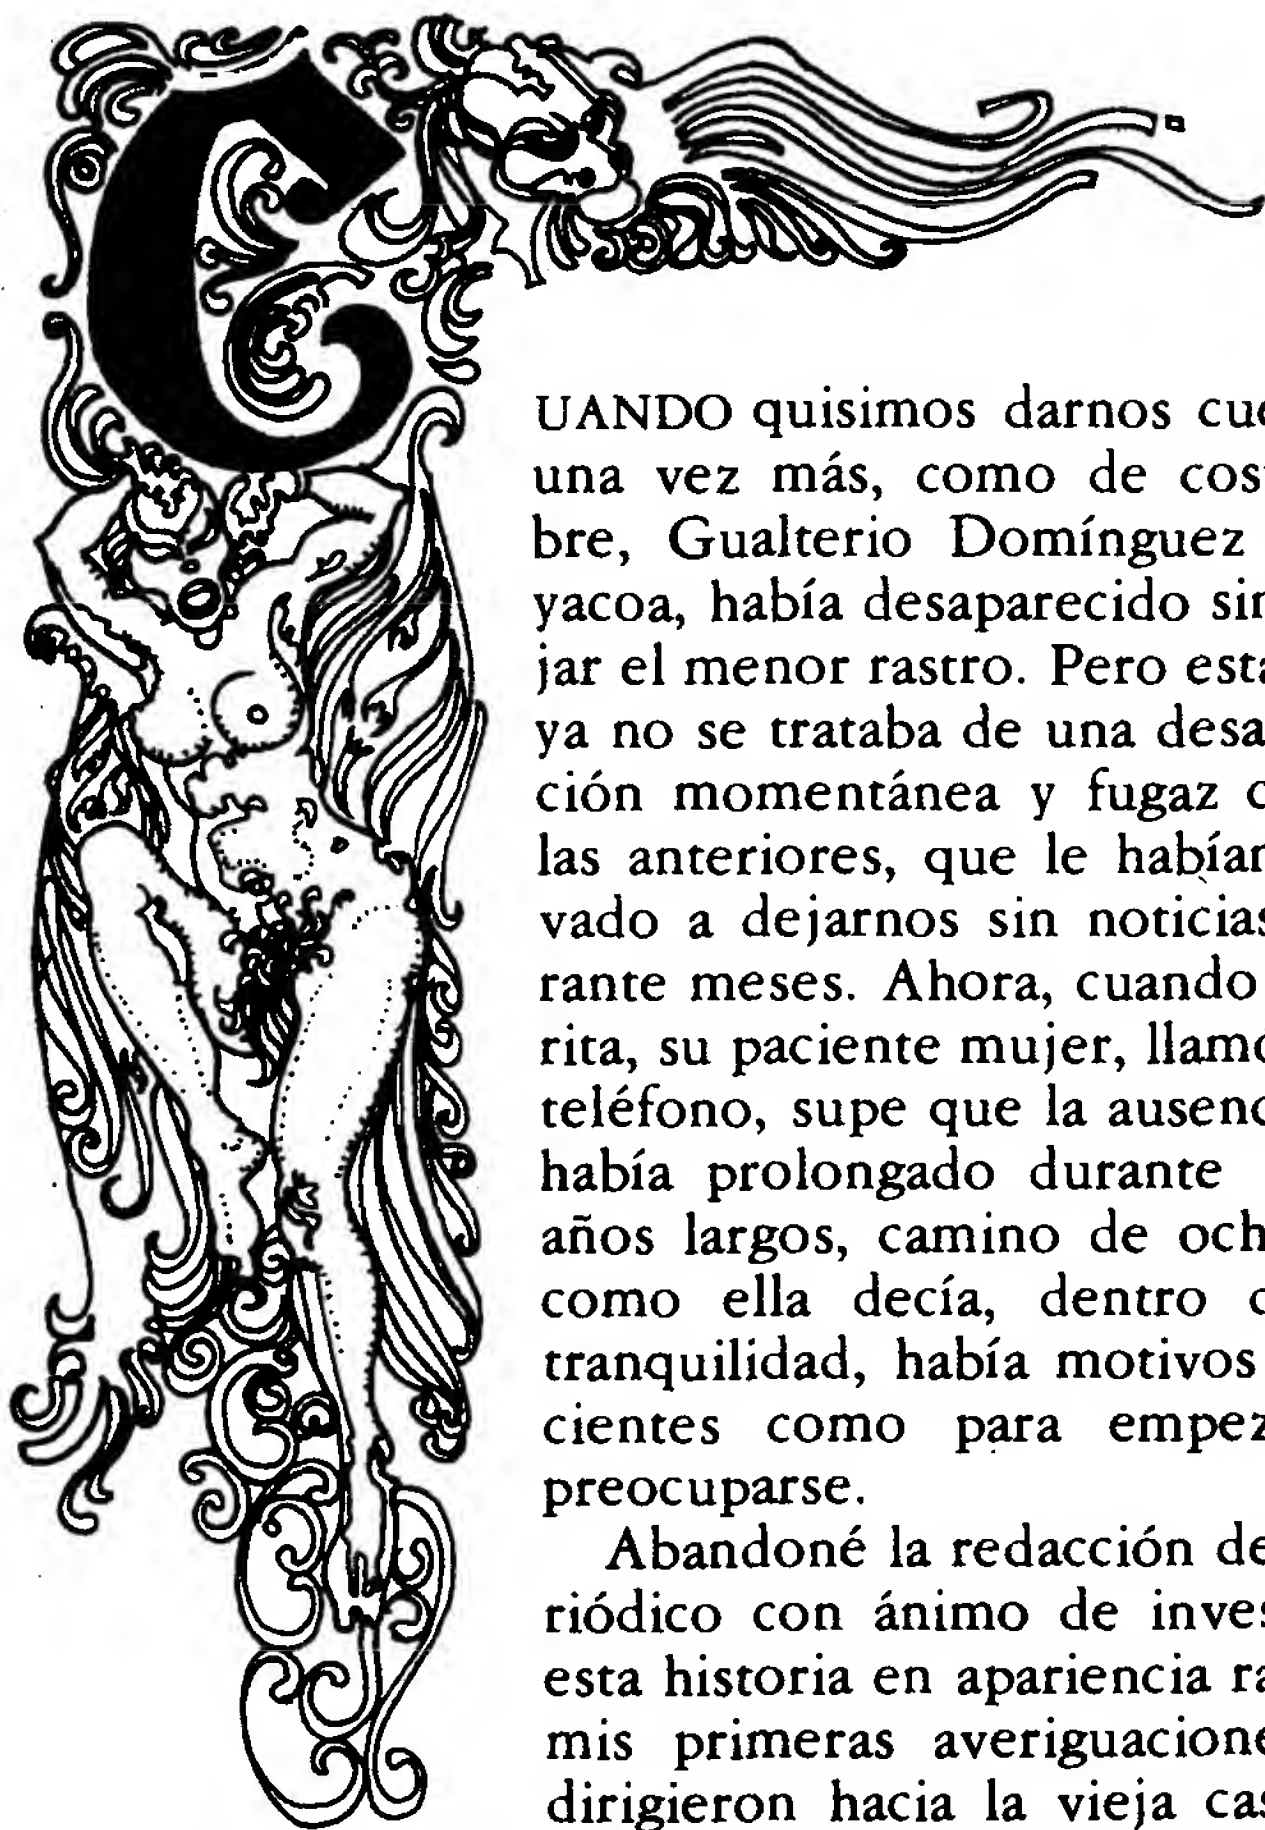 CUANDO quisimos darnos cue
una vez más, como de cos
bre, Gualterio Domínguez
yacoa, había desaparecido sin
jar el menor rastro. Pero esta
ya no se trataba de una desa
ción momentánea y fugaz
las anteriores, que le habían
vado a dejarnos sin noticias
rante meses. Ahora, cuando
rita, su paciente mujer, llamó
teléfono, supe que la ausenc
había prolongado durante
años largos, camino de och
como ella decía, dentro
tranquilidad, había motivos
cientes como para empez
preocuparse.
Abandoné la redacción de
riódico con ánimo de inves
esta historia en apariencia ra
mis primeras averiguacione
dirigieron hacia la vieja cas